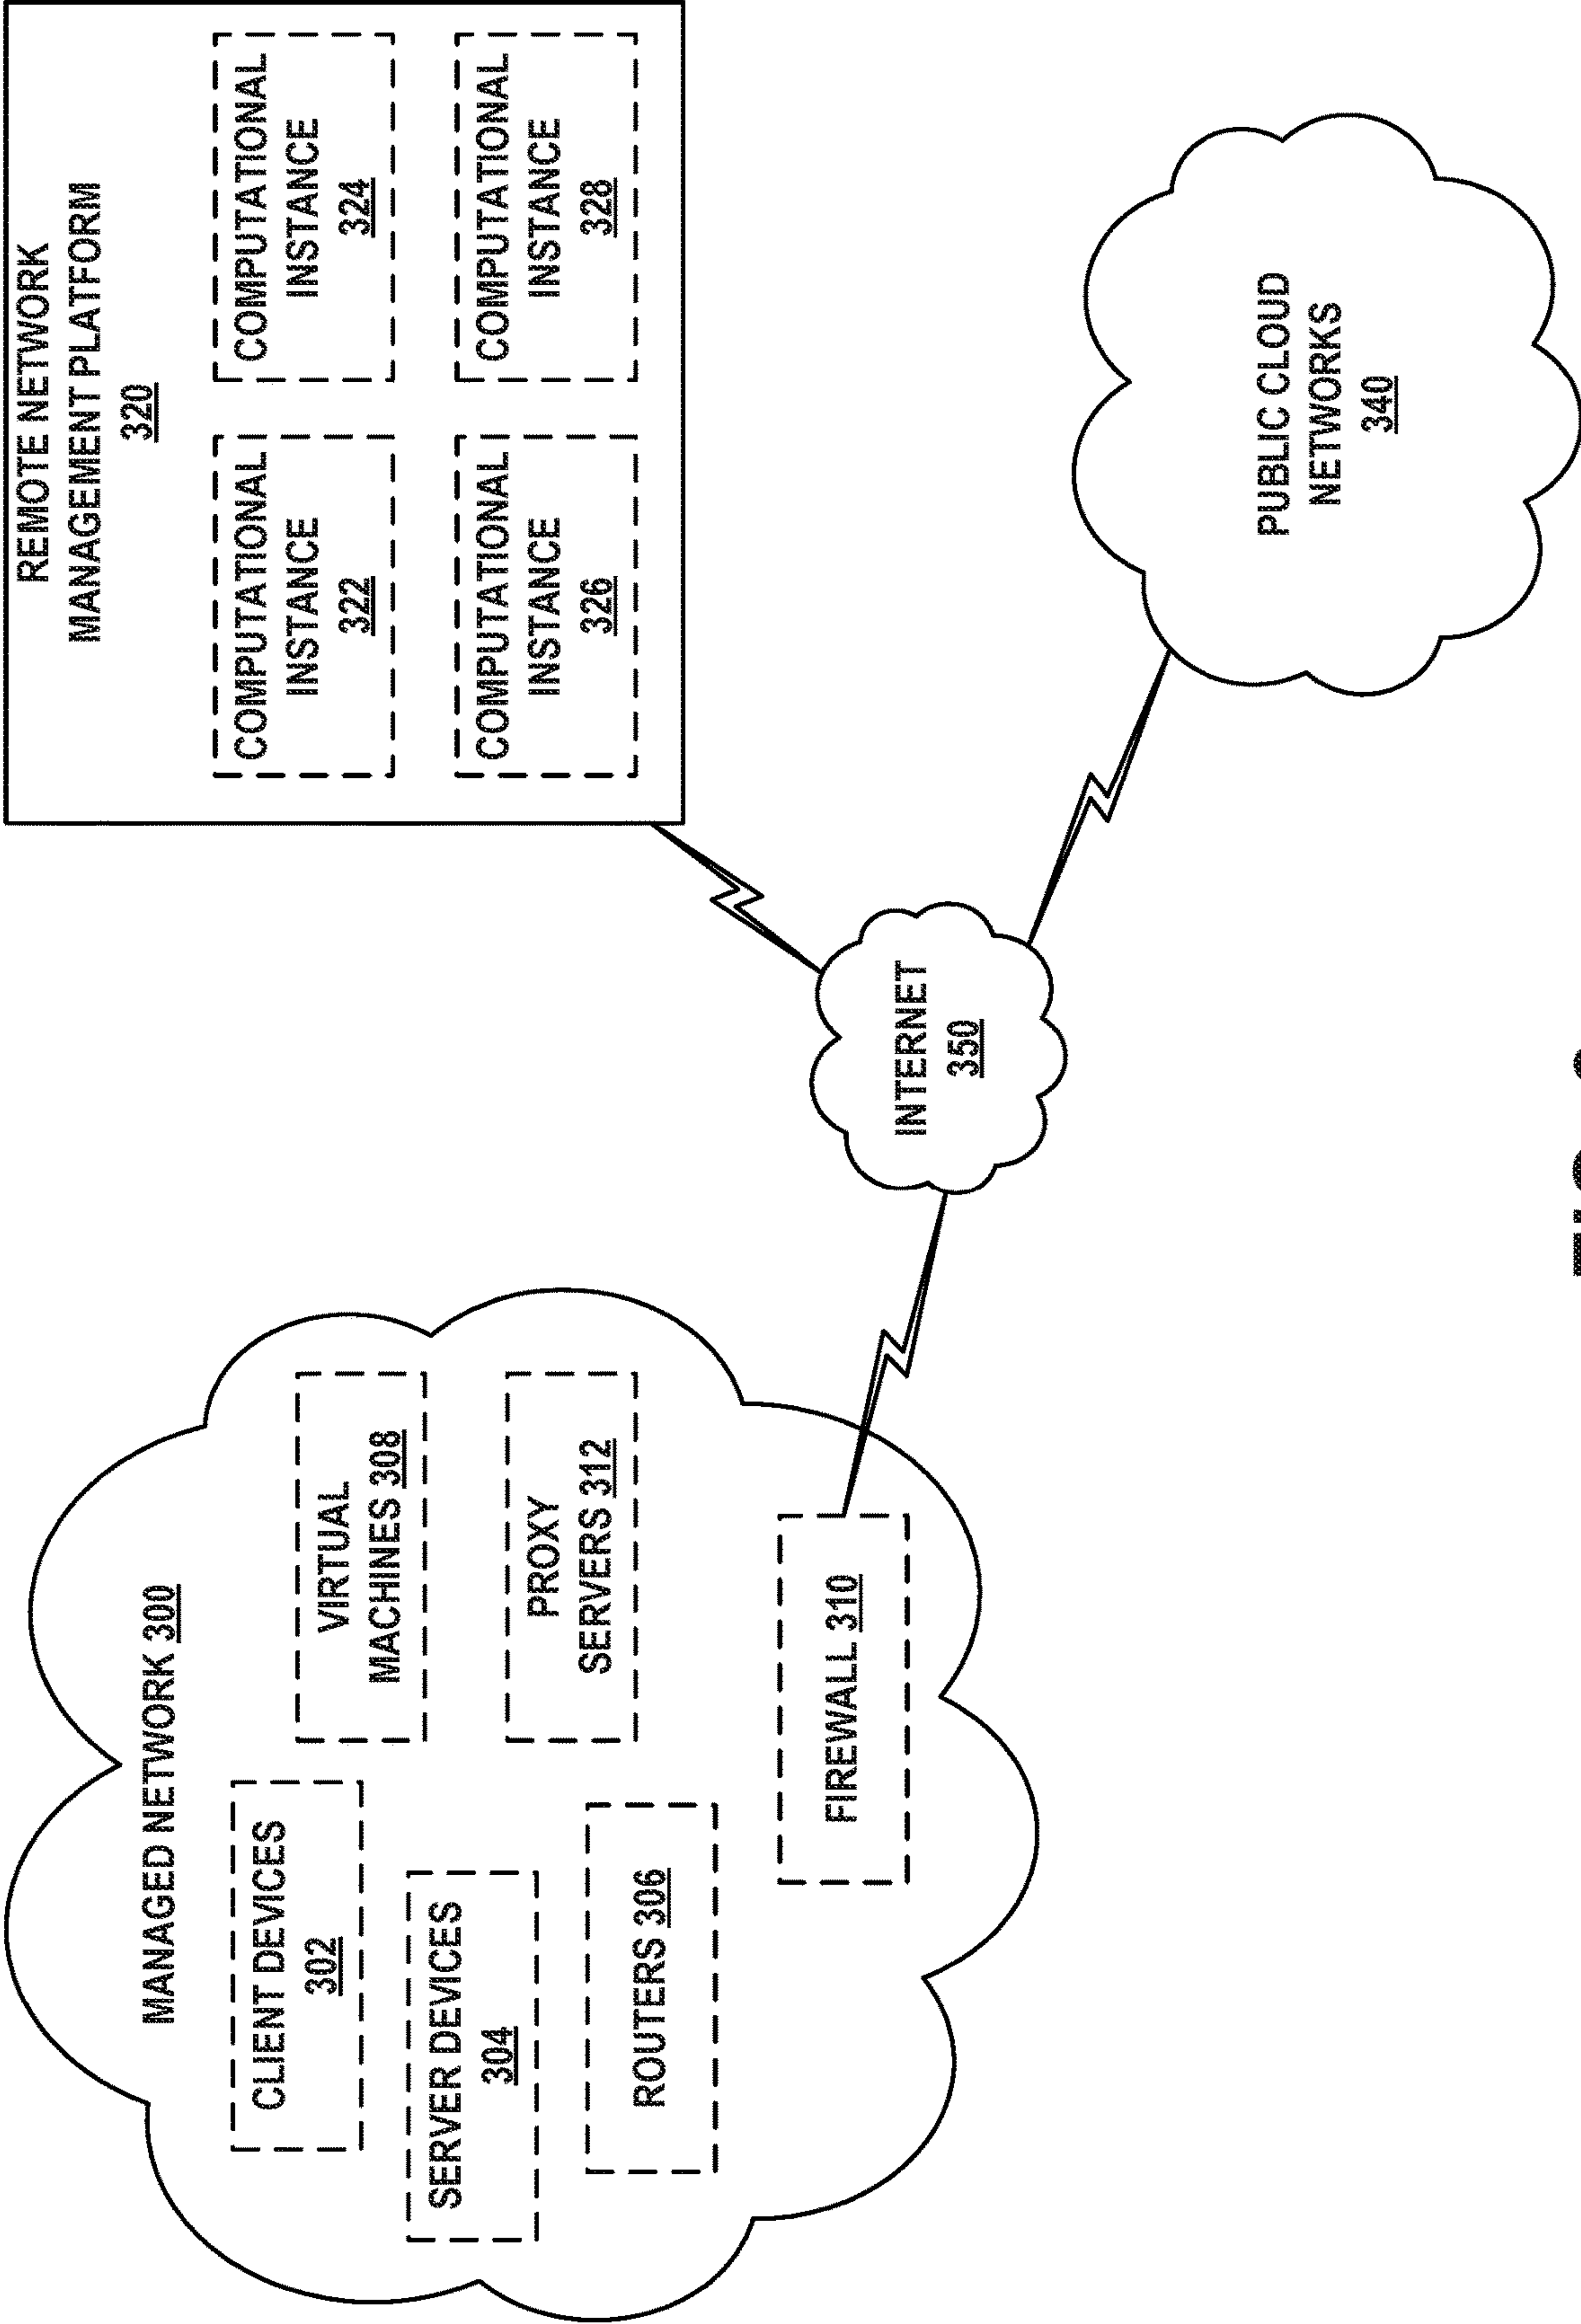 MANAGED NETWORK 300
CLIENT DEVICES
302
VIRTUAL
MACHINES 308
SERVER DEVICES
304
PROXY
SERVERS 312
ROUTERS 306
FIREWALL 310
INTERNET
350
REMOTE NETWORK
MANAGEMENT PLATFORM
320
COMPUTATIONAL
INSTANCE
322
COMPUTATIONAL
INSTANCE
324
COMPUTATIONAL
INSTANCE
326
COMPUTATIONAL
INSTANCE
328
PUBLIC CLOUD
NETWORKS
340